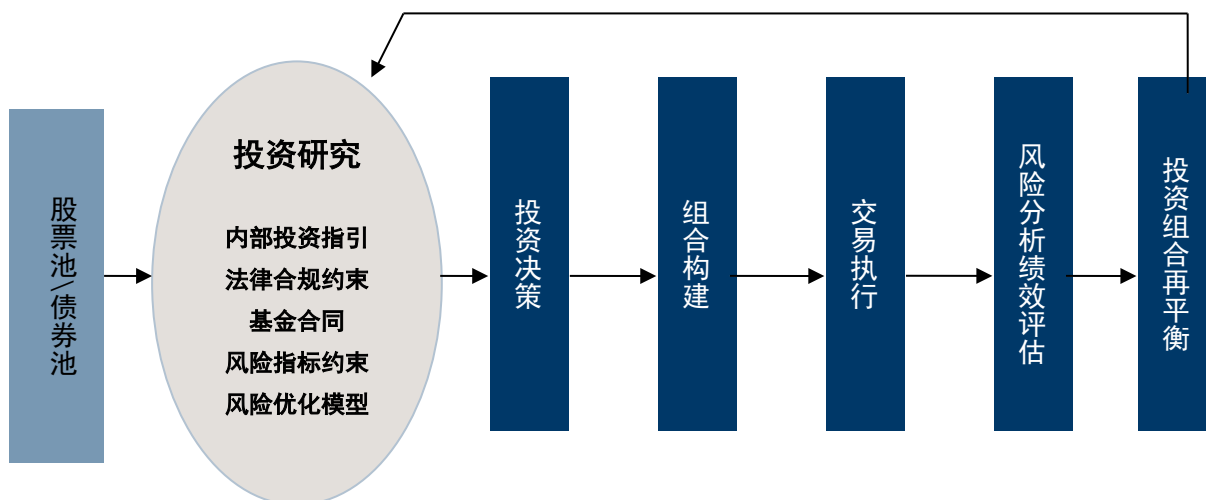 股票池\债券池
投资研究
内部投资指引
法律合规约束
基金合同
风险指标约束
风险优化模型
投资决策
组合构建
交易执行
风险分析绩效评估
投资组合再平衡